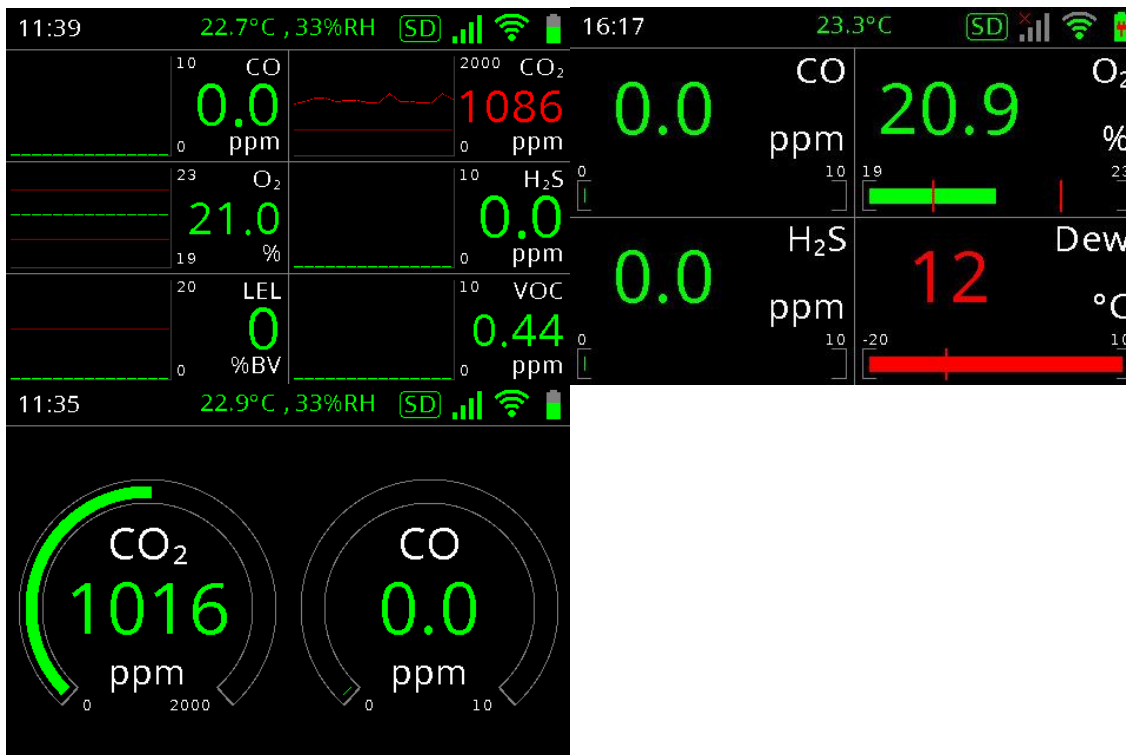 11:39 22.7°C , 33%RH SD
10 CO
0.0
0 ppm
2000 CO₂
1086
0 ppm
23 O₂
21.0
19 %
10 H₂S
0.0
0 ppm
20 LEL
0
0 %BV
10 VOC
0.44
0 ppm
16:17 23.3°C SD
CO
0.0
ppm
0 10
O₂
20.9
%
19 23
H₂S
0.0
ppm
0 10
Dew
12
°C
-20 10
11:35 22.9°C , 33%RH SD
CO₂
1016
ppm
0 2000
CO
0.0
ppm
0 10